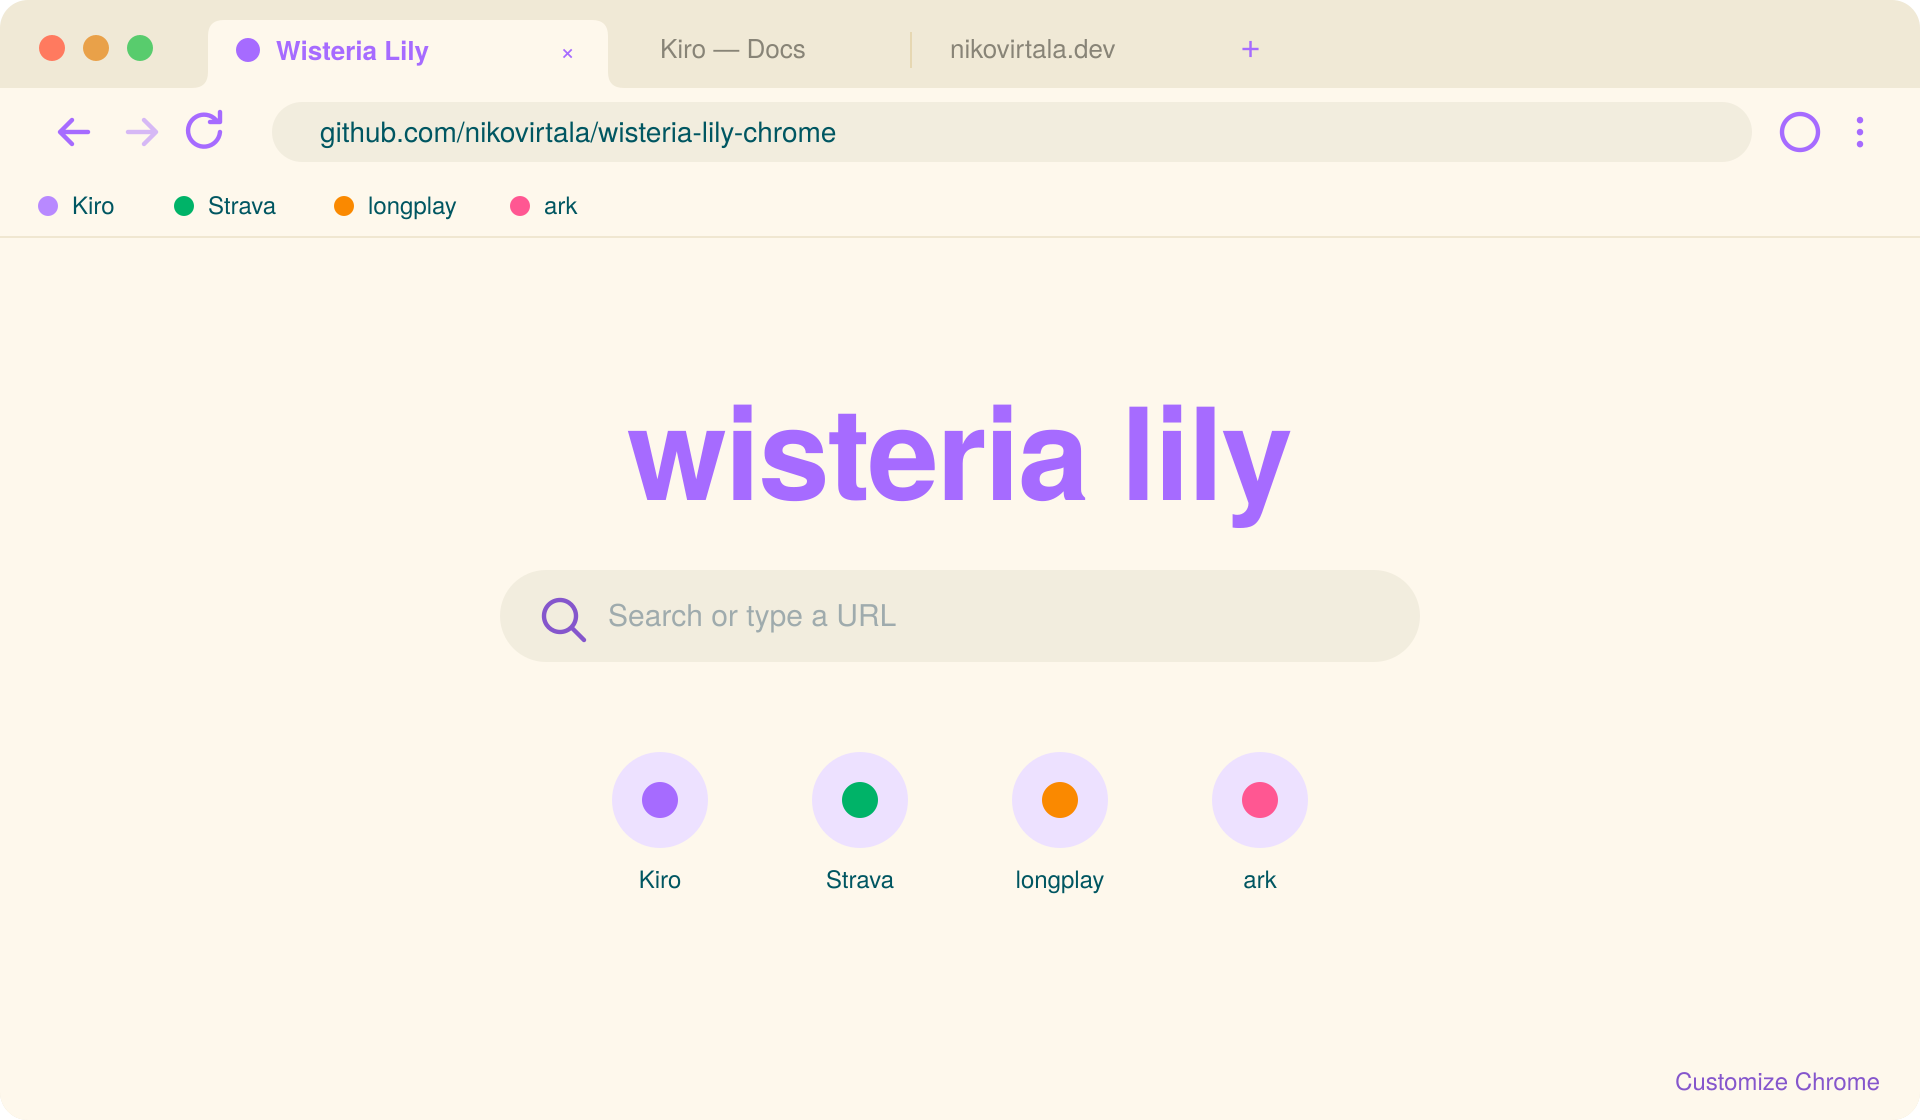 Wisteria Lily × Kiro — Docs nikovirtala.dev +
github.com/nikovirtala/wisteria-lily-chrome
Kiro Strava longplay ark
wisteria lily
Search or type a URL
Kiro Strava longplay ark
Customize Chrome